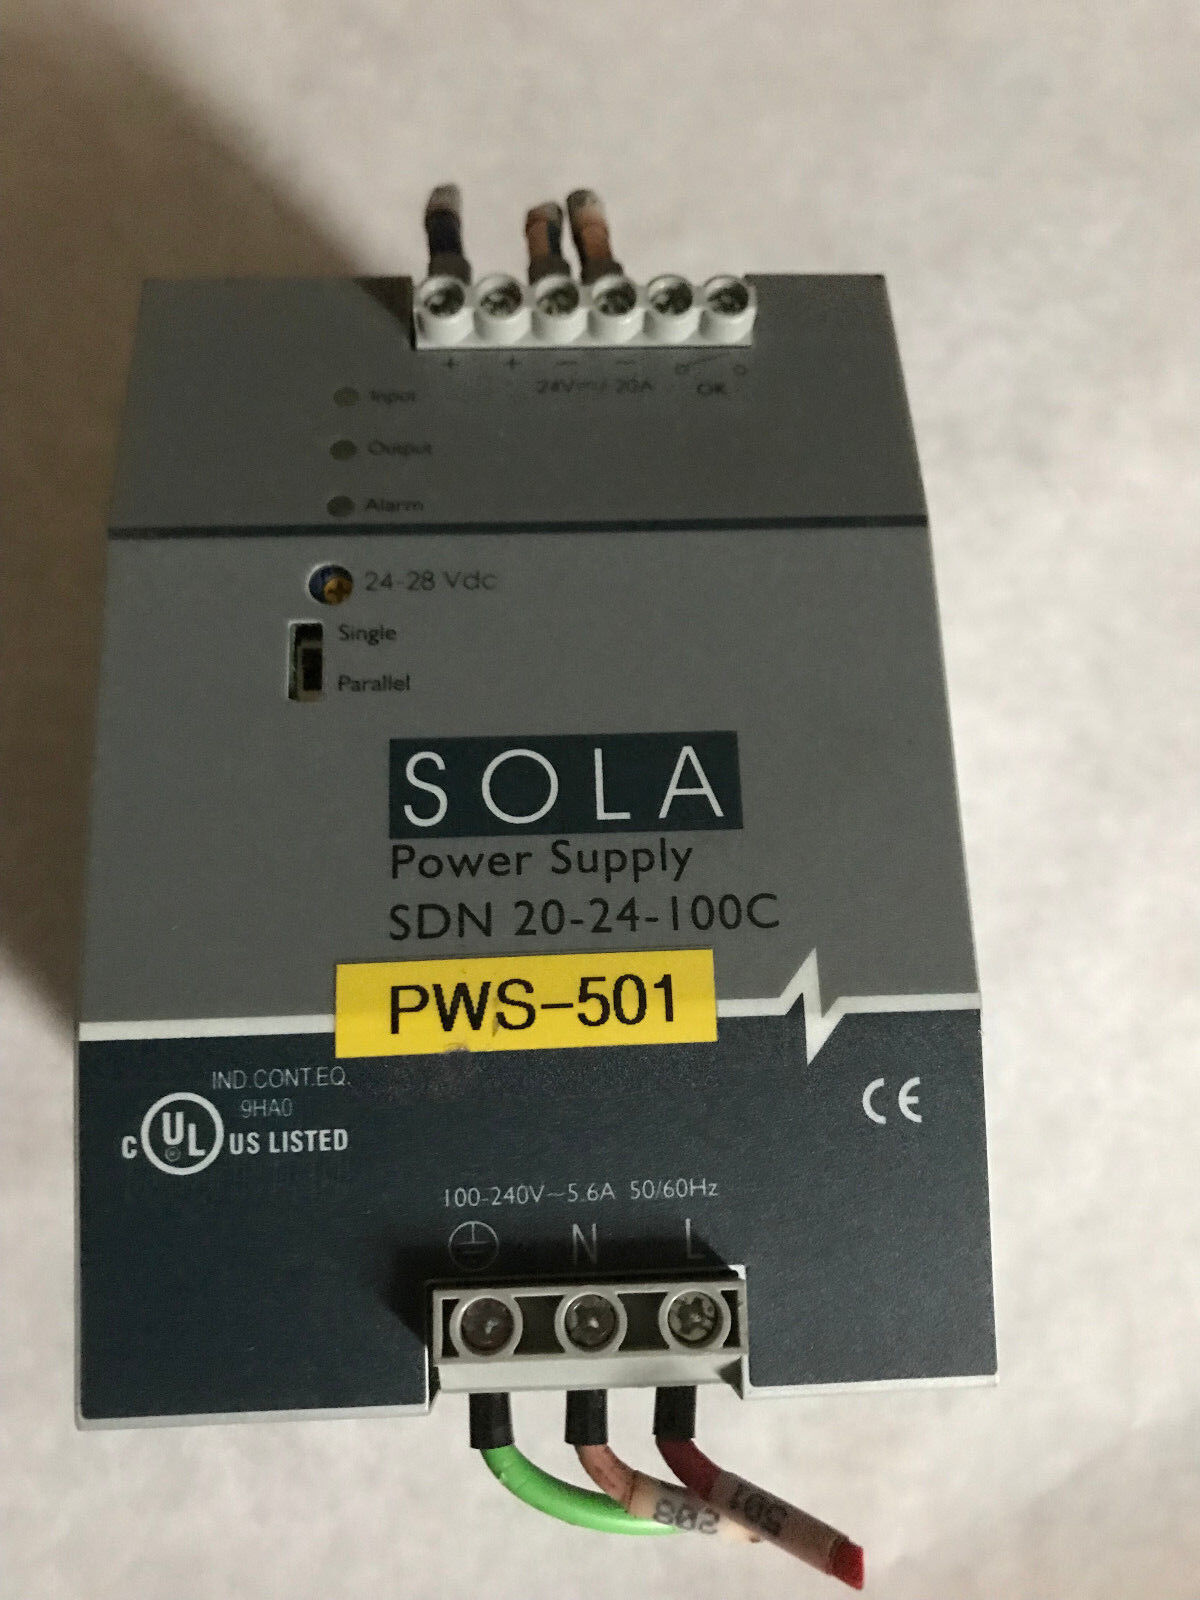 + + – –
24V⎓/ 20A OK
Input
Output
Alarm
24-28 Vdc
Single
Parallel
SOLA
Power Supply
SDN 20-24-100C
PWS-501
IND.CONT.EQ.
9HA0
C UL ® US LISTED
CE
100-240V~5.6A 50/60Hz
N L
501